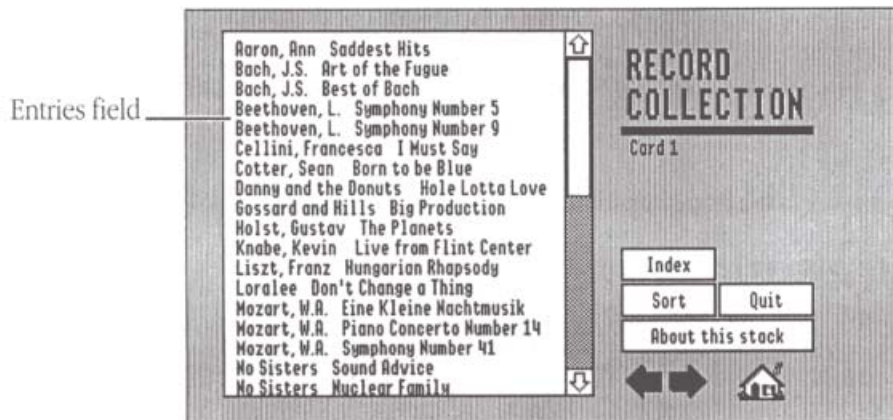 Entries field
Aaron, Ann Saddest Hits
Bach, J.S. Art of the Fugue
Bach, J.S. Best of Bach
Beethoven, L. Symphony Number 5
Beethoven, L. Symphony Number 9
Cellini, Francesca I Must Say
Cotter, Sean Born to be Blue
Danny and the Donuts Hole Lotta Love
Gossard and Hills Big Production
Holst, Gustav The Planets
Knabe, Kevin Live from Flint Center
Liszt, Franz Hungarian Rhapsody
Loralee Don't Change a Thing
Mozart, W.A. Eine Kleine Nachtmusik
Mozart, W.A. Piano Concerto Number 14
Mozart, W.A. Symphony Number 41
No Sisters Sound Advice
No Sisters Nuclear Family
RECORD
COLLECTION
Card 1
Index
Sort
Quit
About this stack